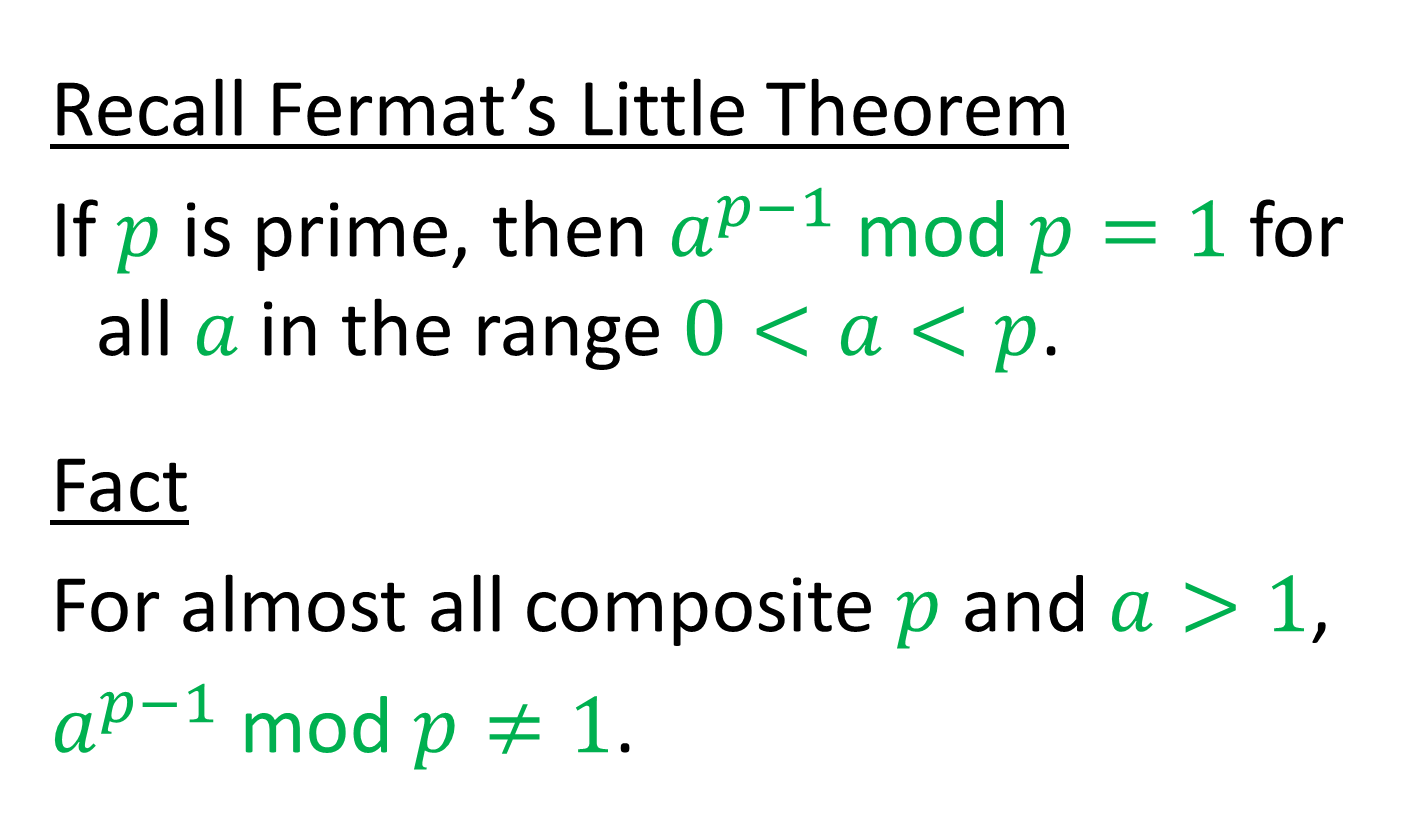 Recall Fermat’s Little Theorem
If 𝑝 is prime, then 𝑎^{𝑝−1} mod 𝑝 = 1 for
all 𝑎 in the range 0 < 𝑎 < 𝑝.
Fact
For almost all composite 𝑝 and 𝑎 > 1,
𝑎^{𝑝−1} mod 𝑝 ≠ 1.